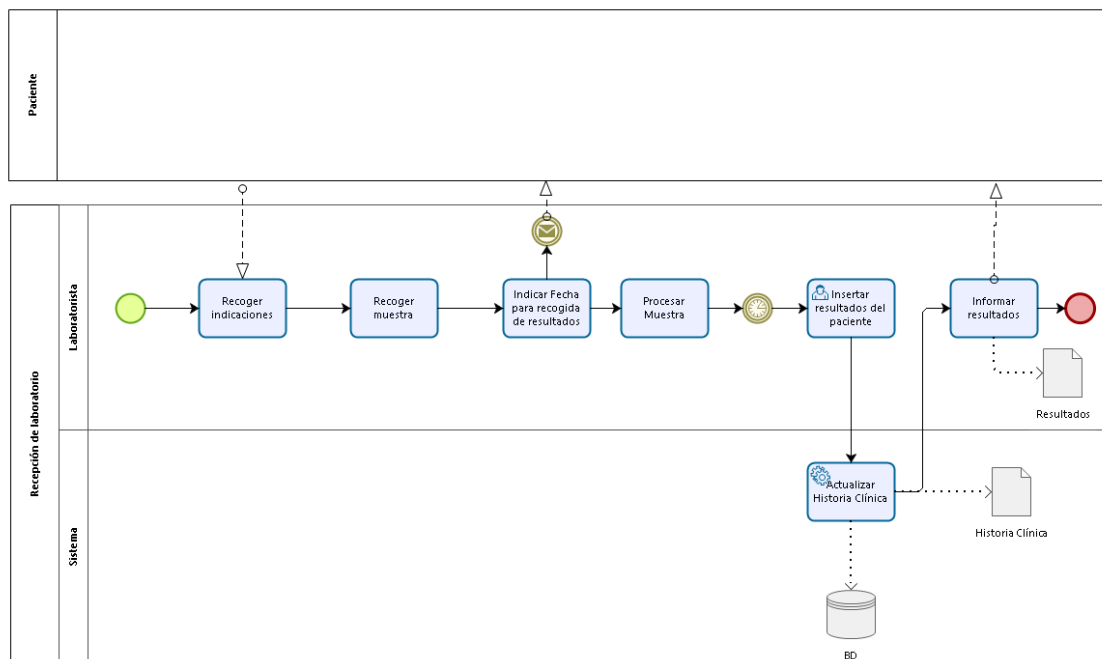 Paciente
Recepción de laboratorio
Laboratorista
Recoger
indicaciones
Recoger
muestra
Indicar Fecha
para recogida
de resultados
Procesar
Muestra
Insertar
resultados del
paciente
Informar
resultados
Resultados
Sistema
Actualizar
Historia Clínica
Historia Clínica
BD